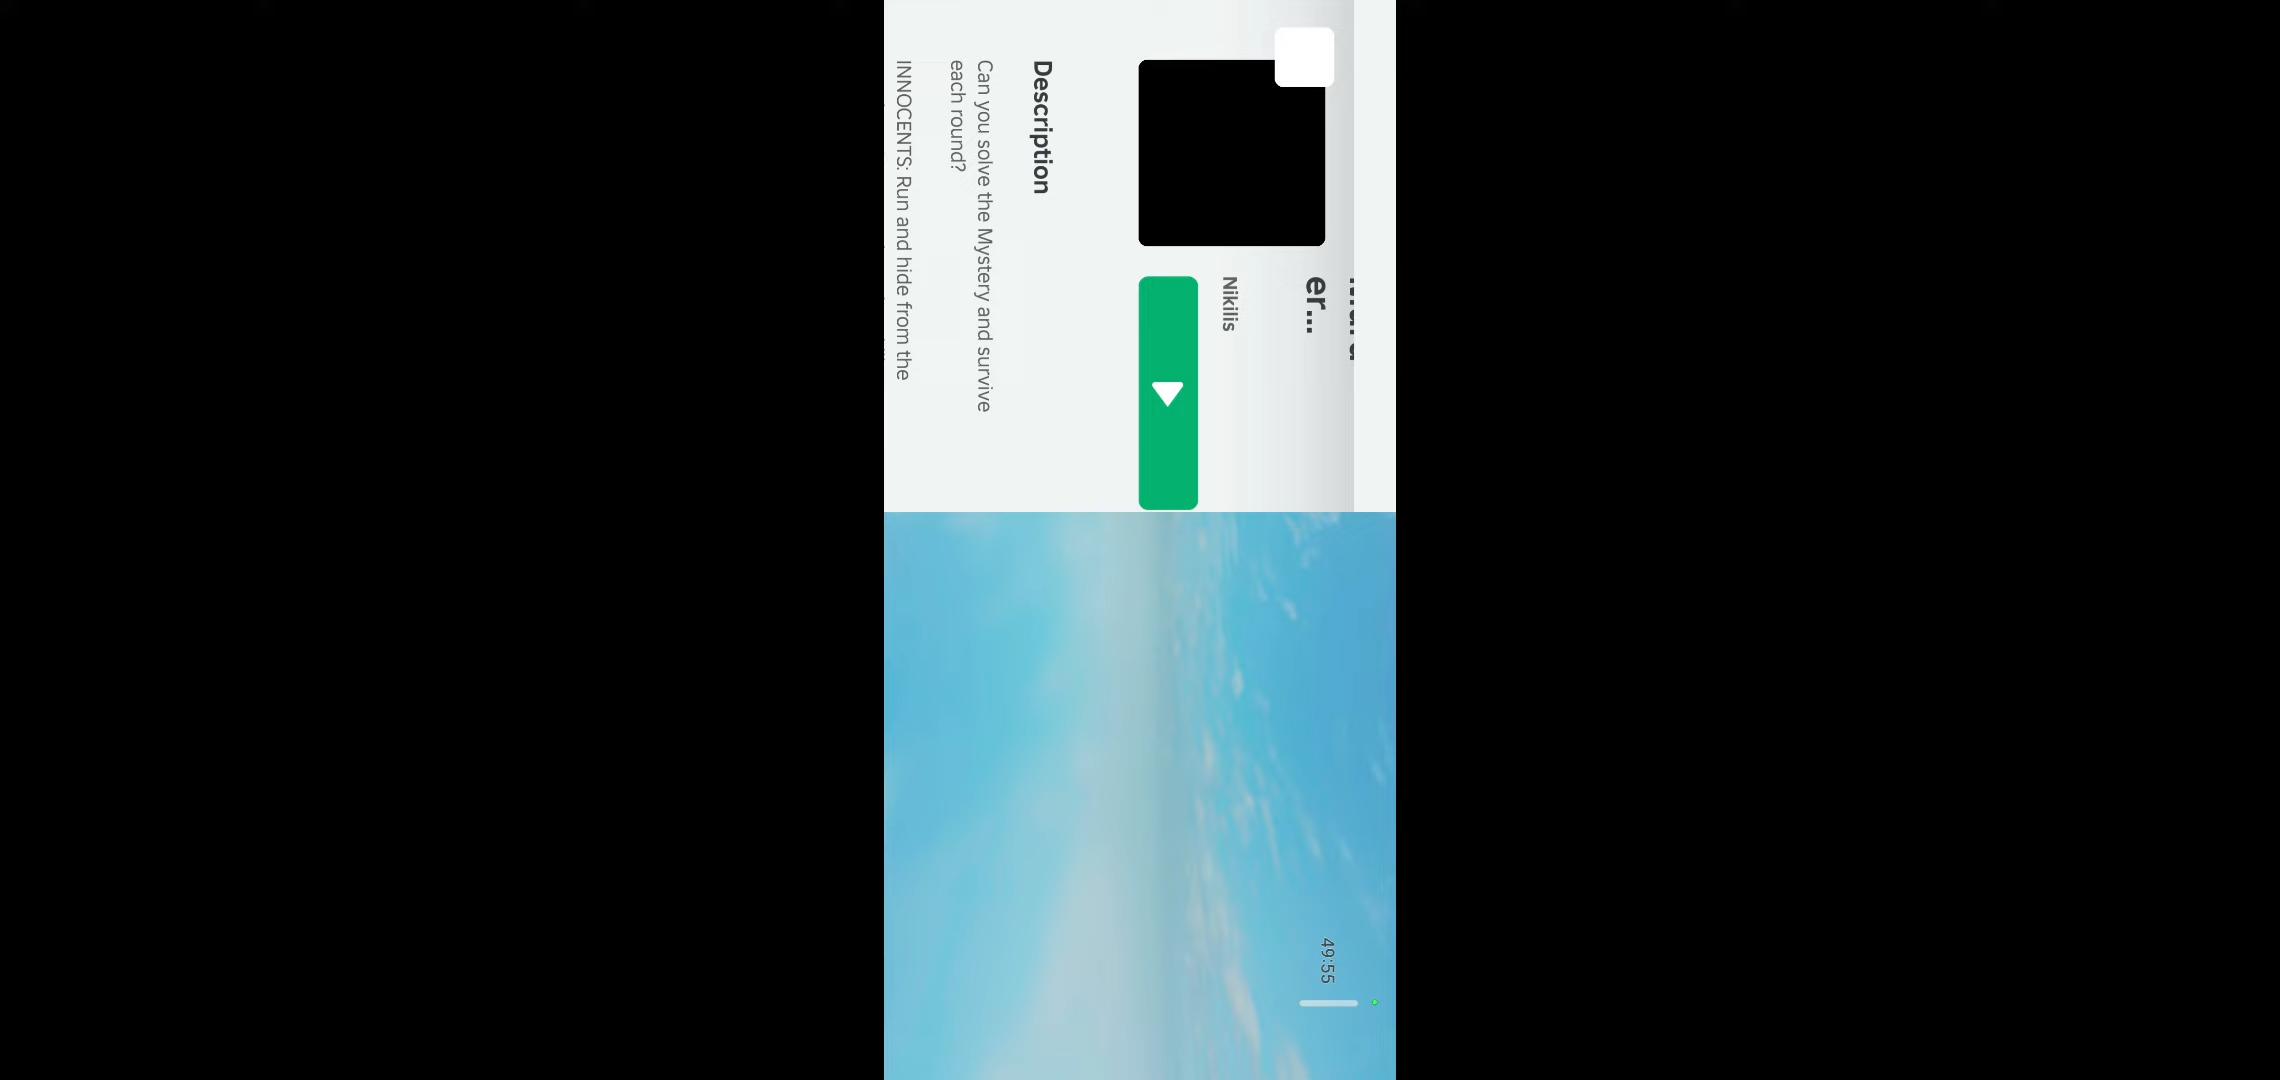 er...
Nikilis
Description
Can you solve the Mystery and survive
each round?
INNOCENTS: Run and hide from the
49:55